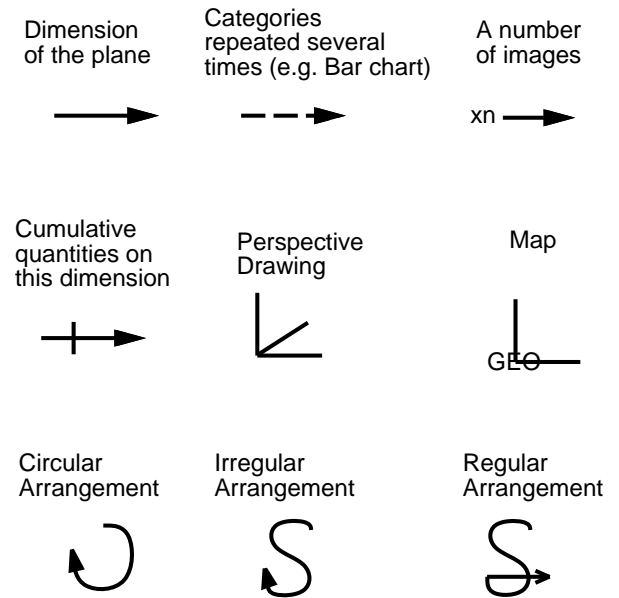 Dimension
of the plane
Categories
repeated several
times (e.g. Bar chart)
A number
of images
xn
Cumulative
quantities on
this dimension
Perspective
Drawing
Map
GEO
Circular
Arrangement
Irregular
Arrangement
Regular
Arrangement